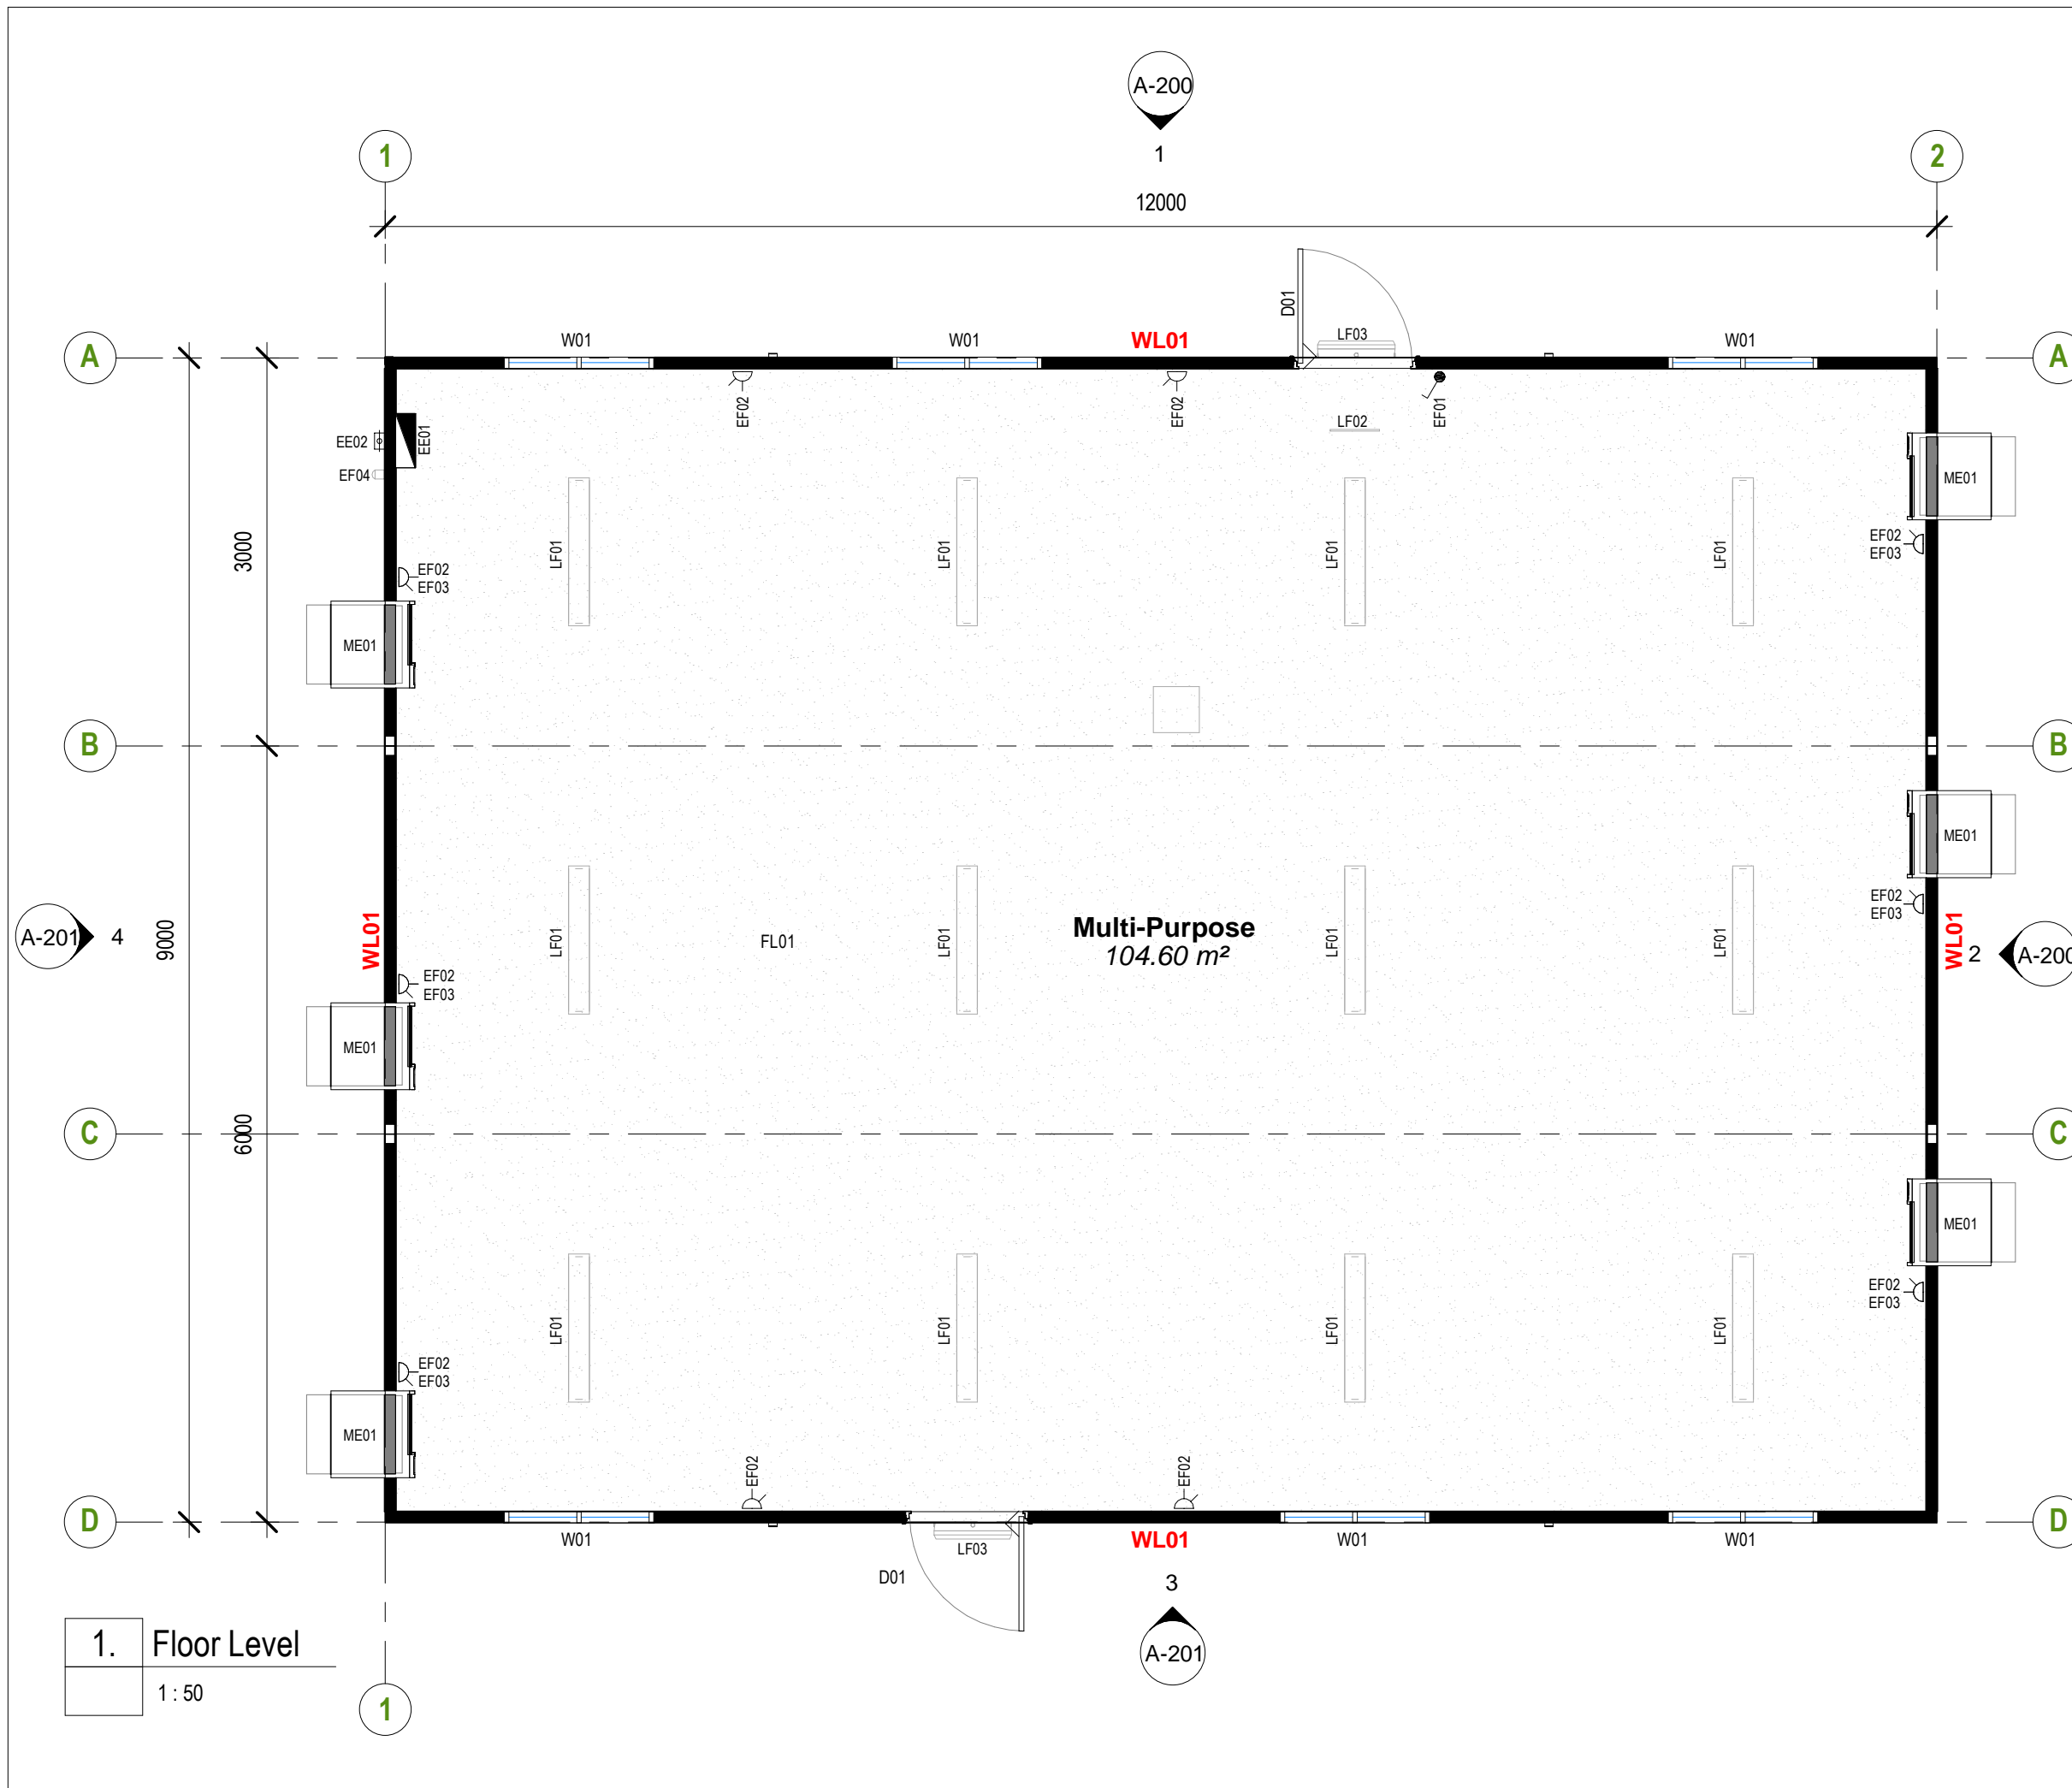 A-200
1
1
2
12000
D01
W01
W01
WL01
LF03
W01
A
A
EF02
EF02
LF02
EF01
EE02
EE01
EF04
ME01
3000
LF01
LF01
LF01
LF01
EF02
EF03
EF02
EF03
ME01
B
B
ME01
EF02
EF03
A-201
4
9000
WL01
LF01
FL01
LF01
Multi-Purpose
104.60 m²
LF01
LF01
WL01
2
A-200
EF02
EF03
ME01
C
C
6000
ME01
EF02
EF03
LF01
LF01
LF01
LF01
EF02
EF03
ME01
EF02
EF02
D
D
W01
LF03
WL01
W01
W01
D01
3
A-201
1. Floor Level
1 : 50
1